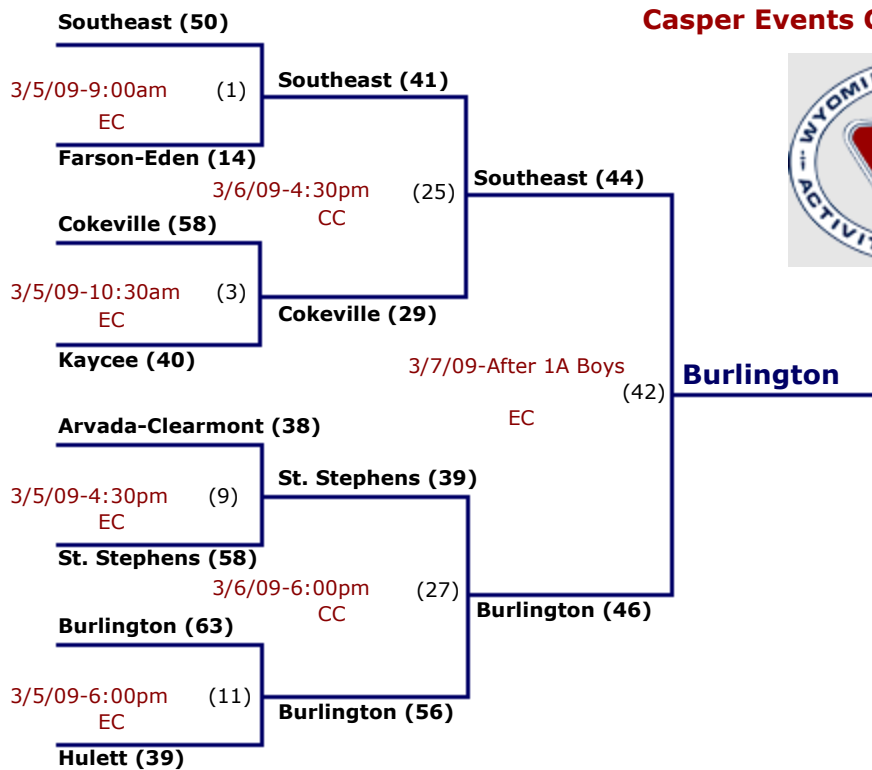 Casper Events
Southeast (50)
3/5/09-9:00am
(1)
EC
Farson-Eden (14)
Southeast (41)
3/6/09-4:30pm
(25)
CC
Cokeville (58)
3/5/09-10:30am
(3)
EC
Kaycee (40)
Cokeville (29)
Southeast (44)
3/7/09-After 1A Boys
(42)
EC
Burlington
Arvada-Clearmont (38)
3/5/09-4:30pm
(9)
EC
St. Stephens (58)
St. Stephens (39)
3/6/09-6:00pm
(27)
CC
Burlington (46)
Burlington (63)
3/5/09-6:00pm
(11)
EC
Hulett (39)
Burlington (56)